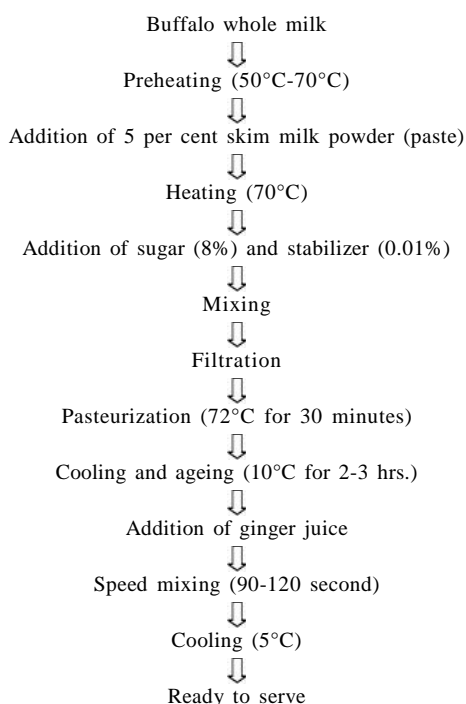 Buffalo whole milk
Preheating (50°C-70°C)
Addition of 5 per cent skim milk powder (paste)
Heating (70°C)
Addition of sugar (8%) and stabilizer (0.01%)
Mixing
Filtration
Pasteurization (72°C for 30 minutes)
Cooling and ageing (10°C for 2-3 hrs.)
Addition of ginger juice
Speed mixing (90-120 second)
Cooling (5°C)
Ready to serve